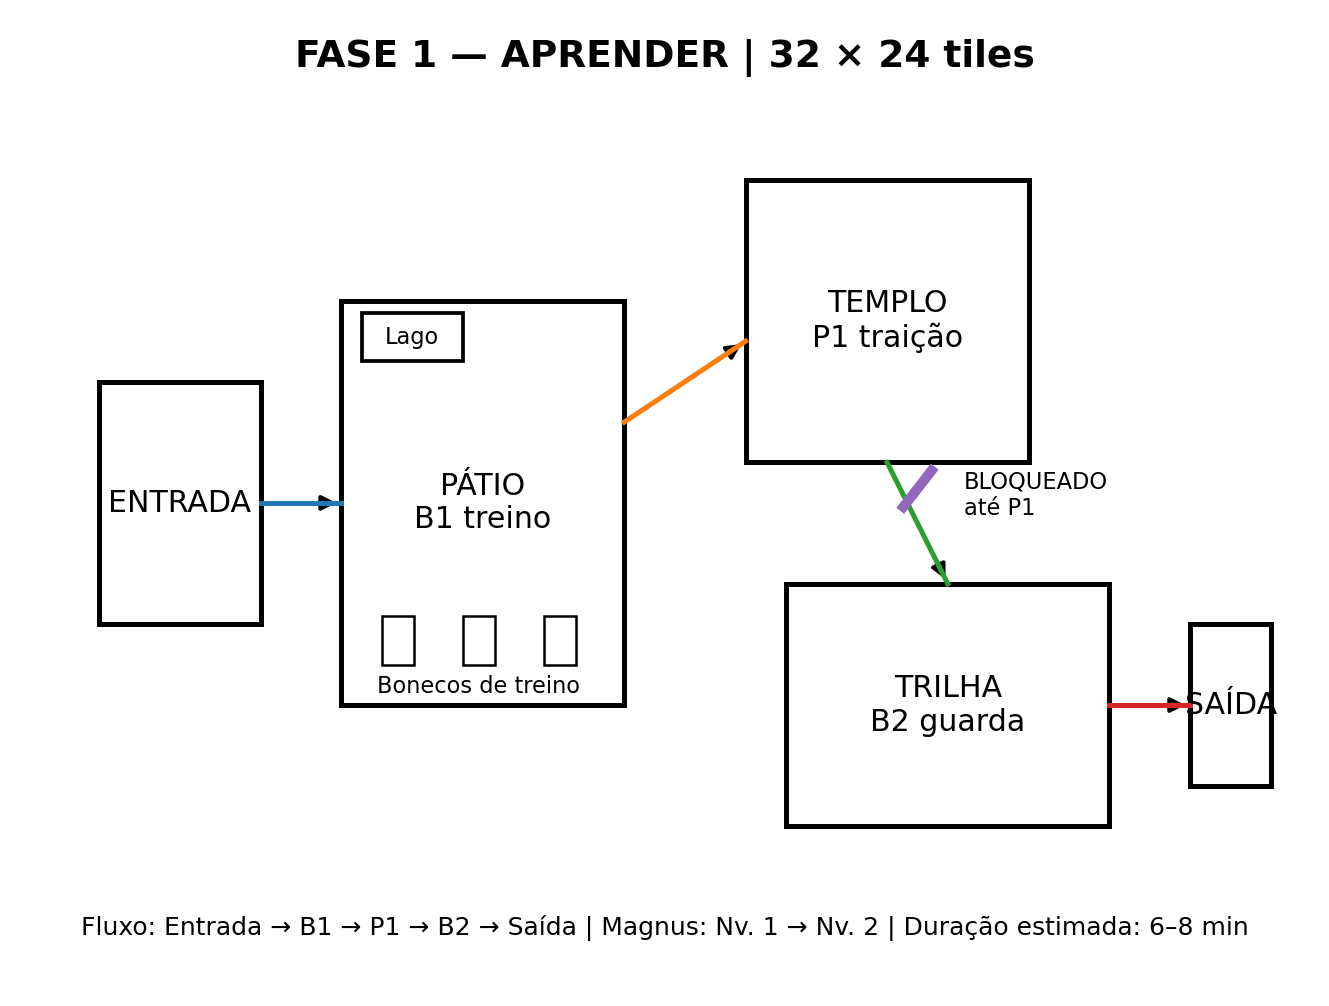 FASE 1 — APRENDER | 32 × 24 tiles
TEMPLO
P1 traição
Lago
ENTRADA
PÁTIO
B1 treino
BLOQUEADO
até P1
Bonecos de treino
TRILHA
B2 guarda
SAÍDA
Fluxo: Entrada → B1 → P1 → B2 → Saída | Magnus: Nv. 1 → Nv. 2 | Duração estimada: 6–8 min